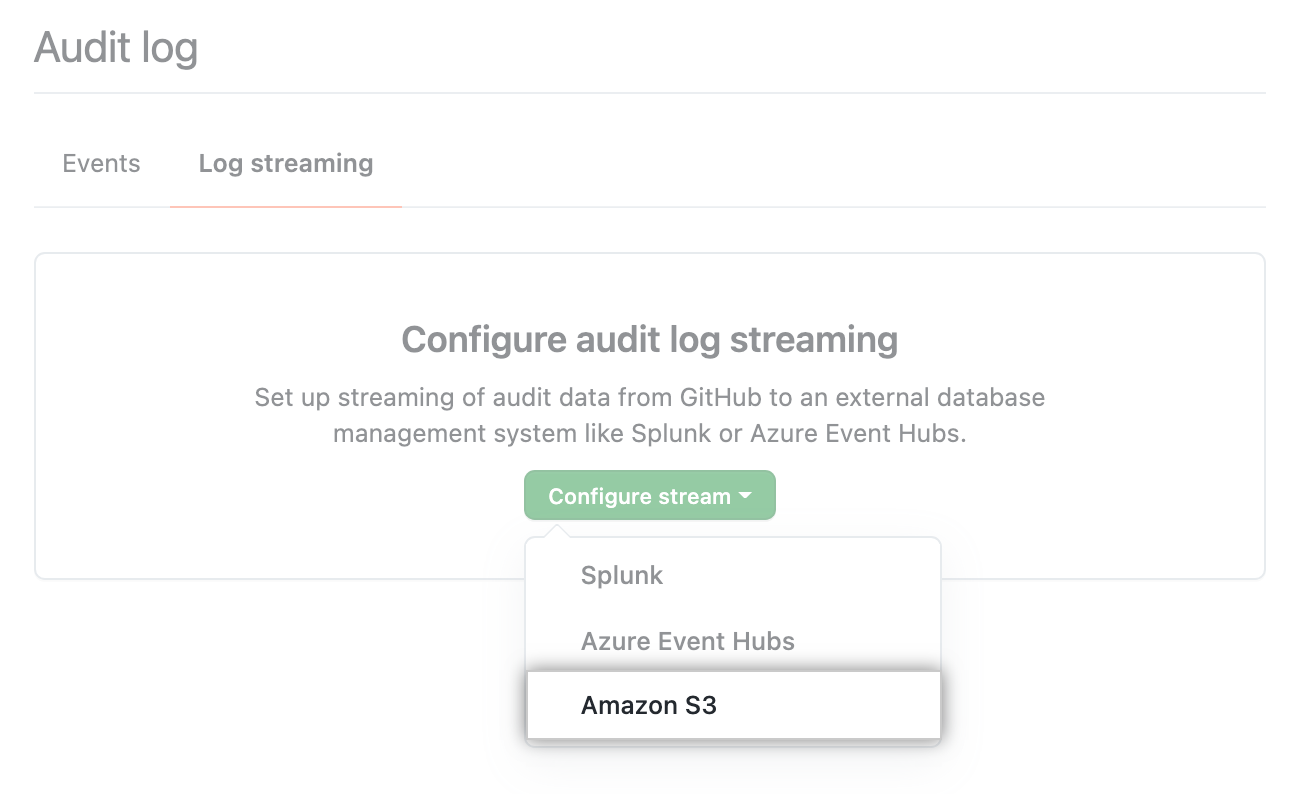 Audit log
Events
Log streaming
Configure audit log streaming
Set up streaming of audit data from GitHub to an external database
management system like Splunk or Azure Event Hubs.
Configure stream
Splunk
Azure Event Hubs
Amazon S3